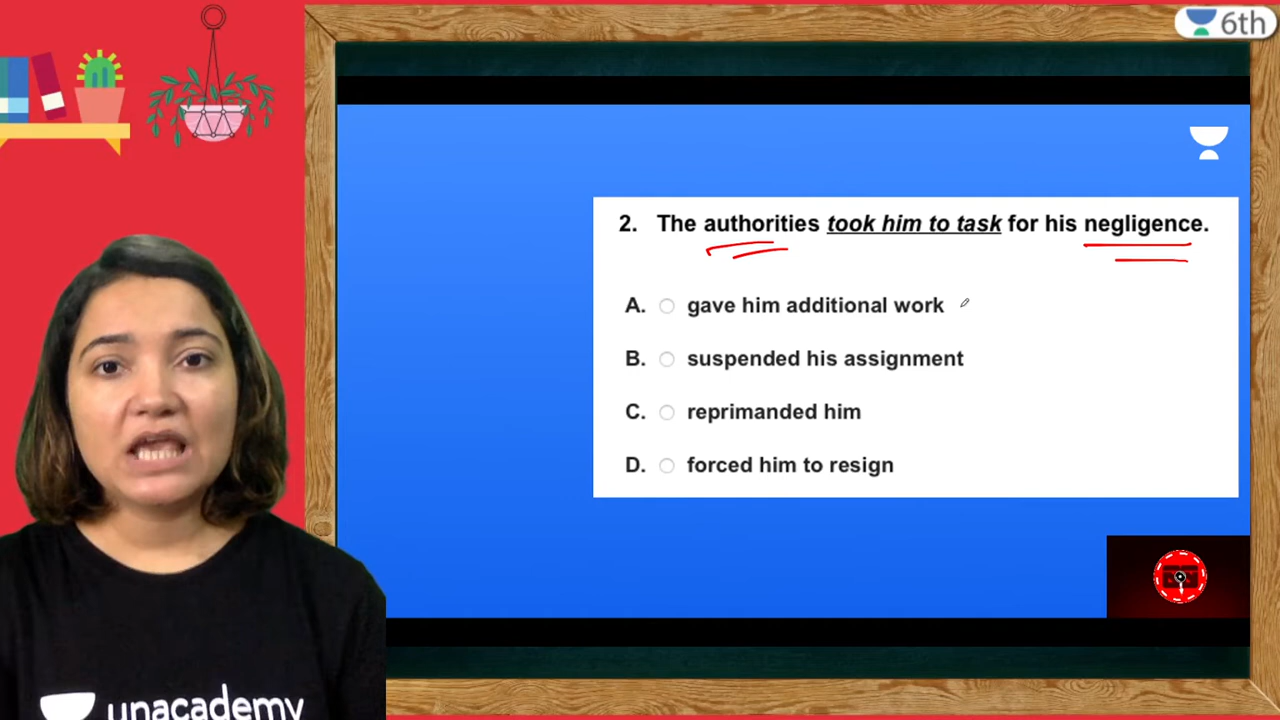 6th
2. The authorities took him to task for his negligence.
A. gave him additional work
B. suspended his assignment
C. reprimanded him
D. forced him to resign
unacademy